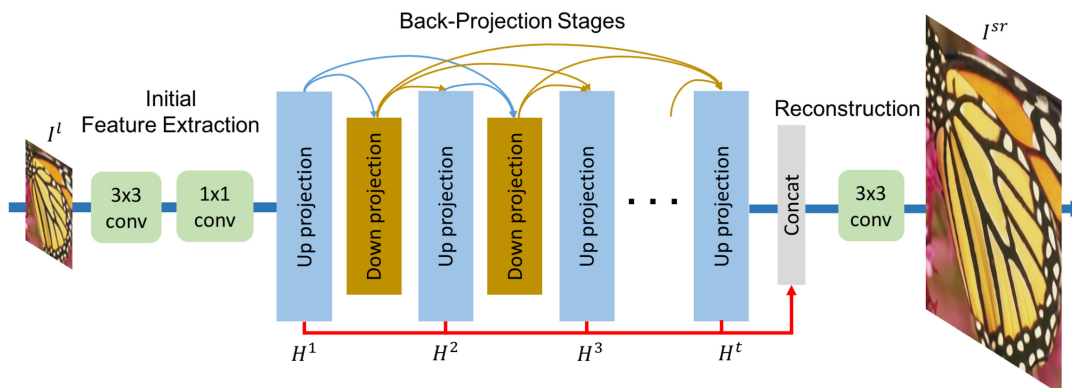 Back-Projection Stages
I^{sr}
Initial
Feature Extraction
Reconstruction
I^l
3x3
conv
1x1
conv
Up projection
Down projection
Up projection
Down projection
Up projection
...
Up projection
Concat
3x3
conv
H^1
H^2
H^3
H^t